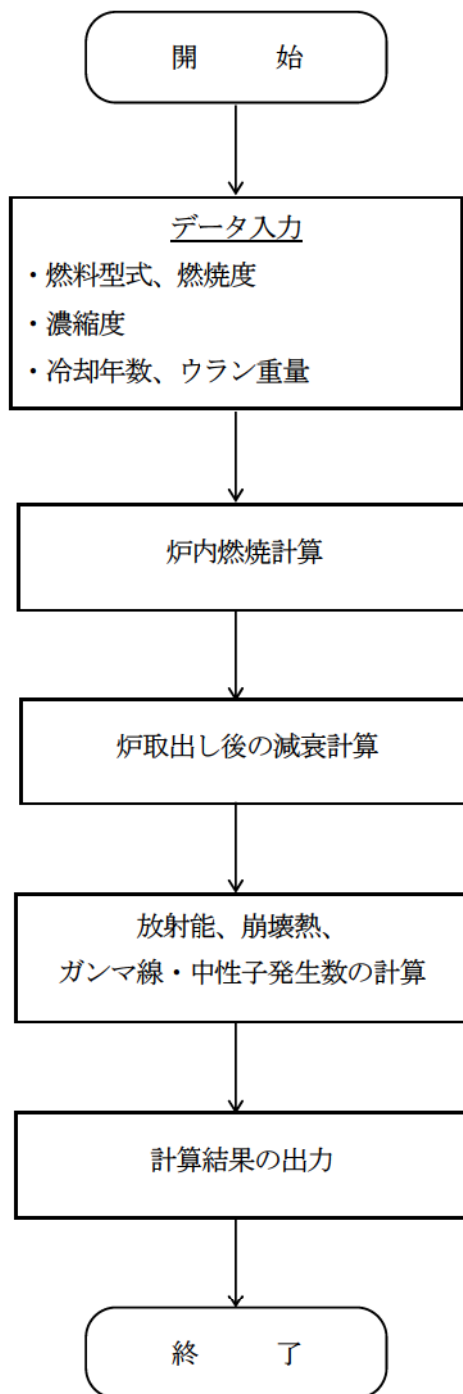 開　　始
データ入力
・燃料型式、燃焼度
・濃縮度
・冷却年数、ウラン重量
炉内燃焼計算
炉取出し後の減衰計算
放射能、崩壊熱、
ガンマ線・中性子発生数の計算
計算結果の出力
終　　了